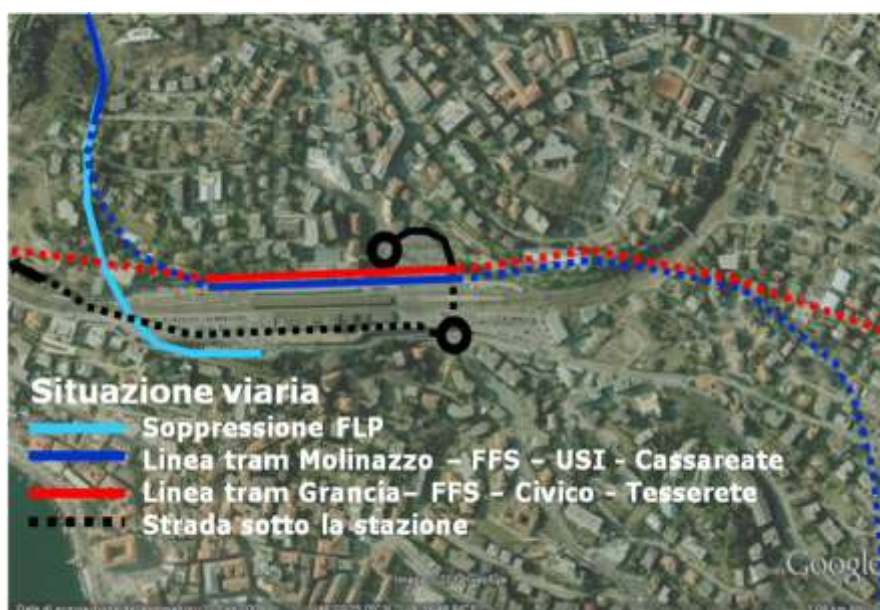 Situazione viaria
Soppressione FLP
Linea tram Molinazzo – FFS – USI - Cassareate
Linea tram Grancia– FFS – Civico - Tesserete
Strada sotto la stazione
Google